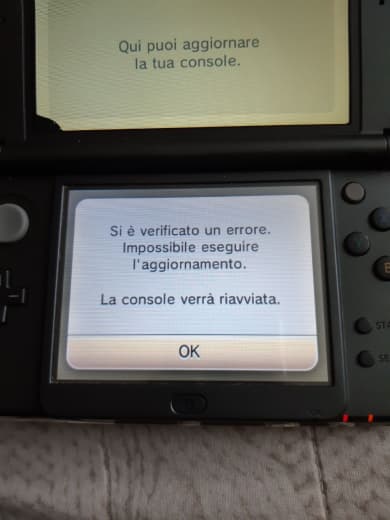 Qui puoi aggiornare
la tua console.
Si è verificato un errore.
Impossibile eseguire
l'aggiornamento.
La console verrà riavviata.
OK